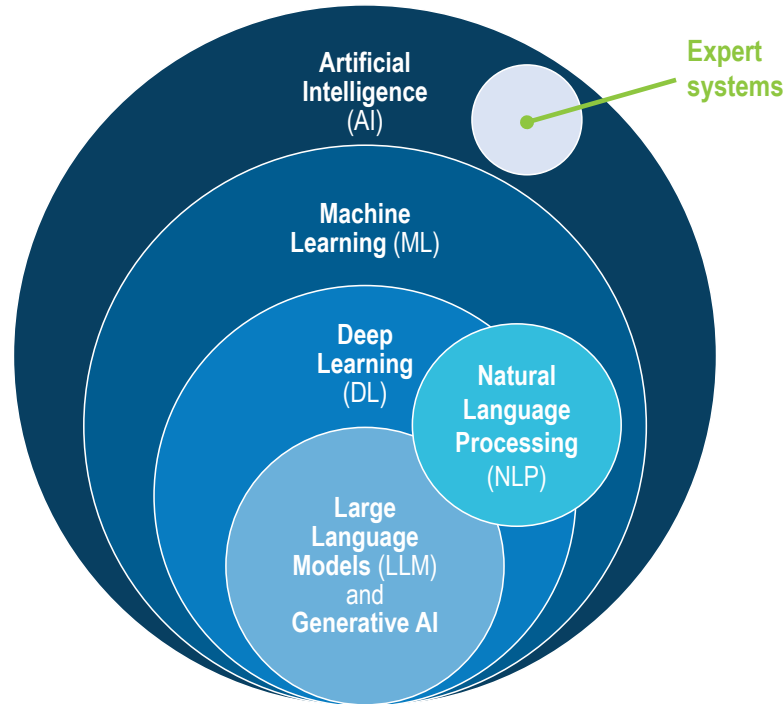 Artificial
Intelligence
(AI)
Expert
systems
Machine
Learning (ML)
Deep
Learning
(DL)
Natural
Language
Processing
(NLP)
Large
Language
Models (LLM)
and
Generative AI